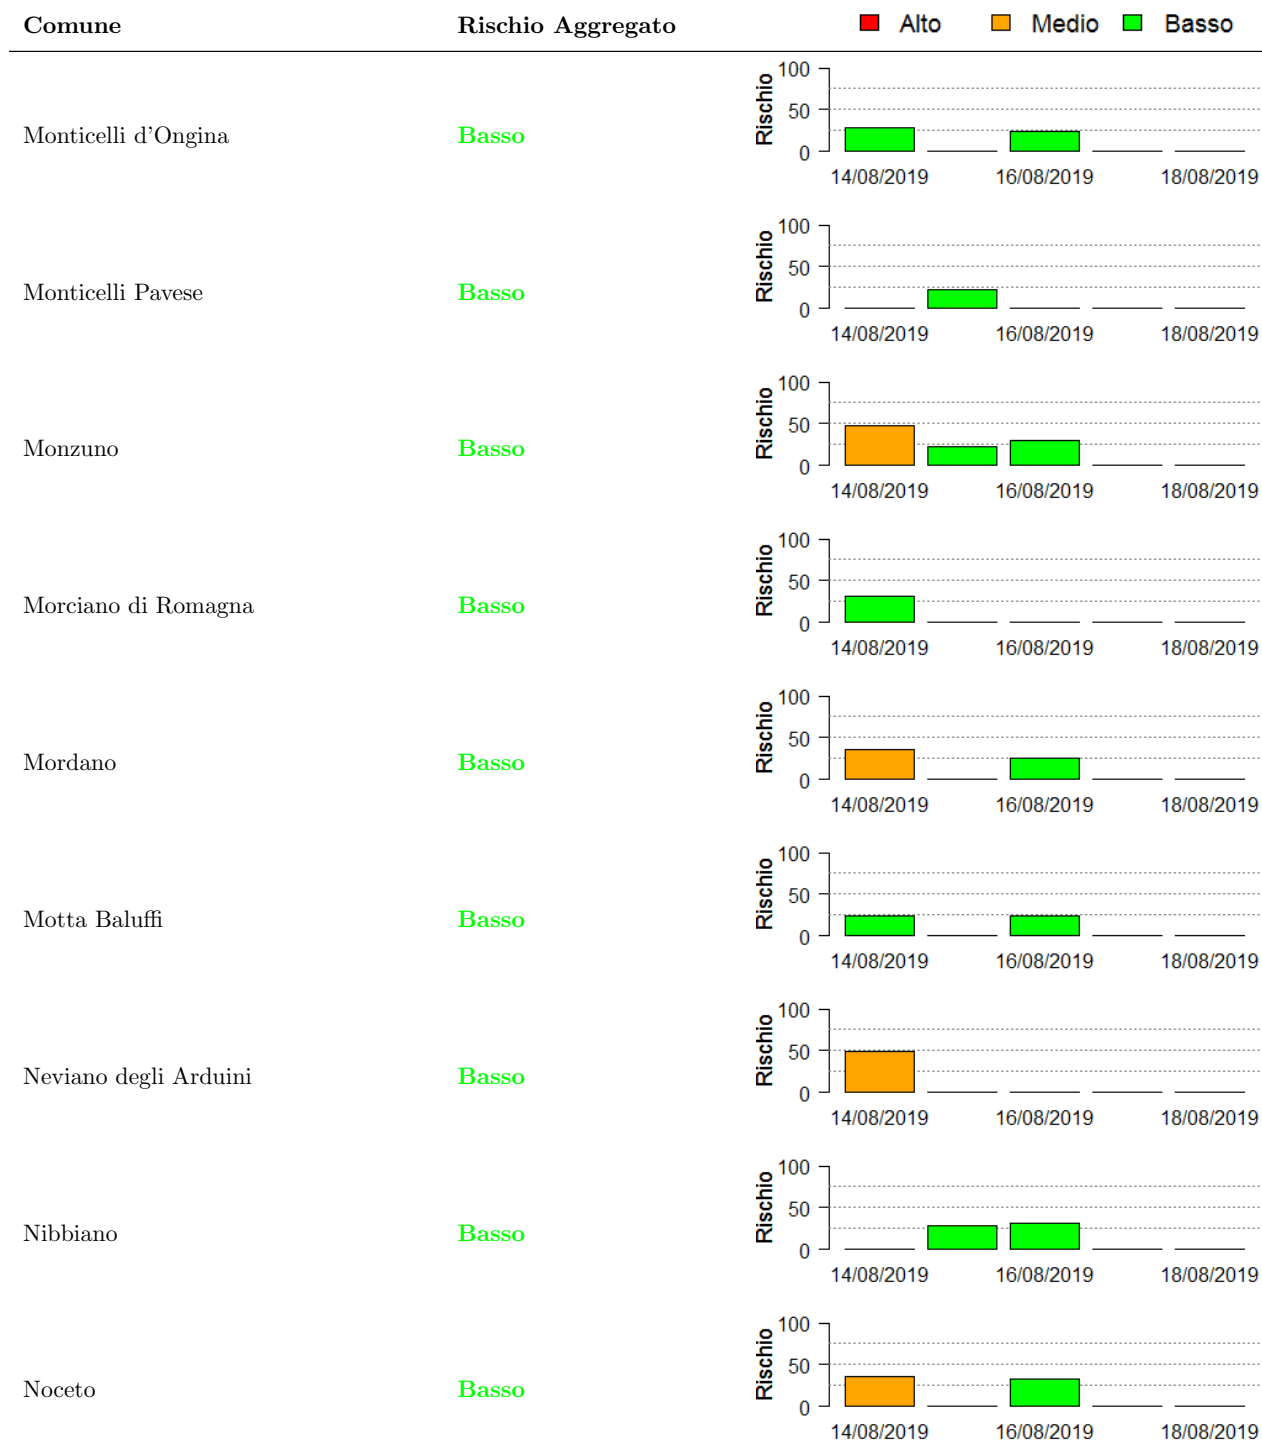 Comune Rischio Aggregato Alto Medio Basso
Monticelli d'Ongina Basso Rischio 100 50 0
14/08/2019 16/08/2019 18/08/2019
Monticelli Pavese Basso Rischio 100 50 0
14/08/2019 16/08/2019 18/08/2019
Monzuno Basso Rischio 100 50 0
14/08/2019 16/08/2019 18/08/2019
Morciano di Romagna Basso Rischio 100 50 0
14/08/2019 16/08/2019 18/08/2019
Mordano Basso Rischio 100 50 0
14/08/2019 16/08/2019 18/08/2019
Motta Baluffi Basso Rischio 100 50 0
14/08/2019 16/08/2019 18/08/2019
Neviano degli Arduini Basso Rischio 100 50 0
14/08/2019 16/08/2019 18/08/2019
Nibbiano Basso Rischio 100 50 0
14/08/2019 16/08/2019 18/08/2019
Noceto Basso Rischio 100 50 0
14/08/2019 16/08/2019 18/08/2019